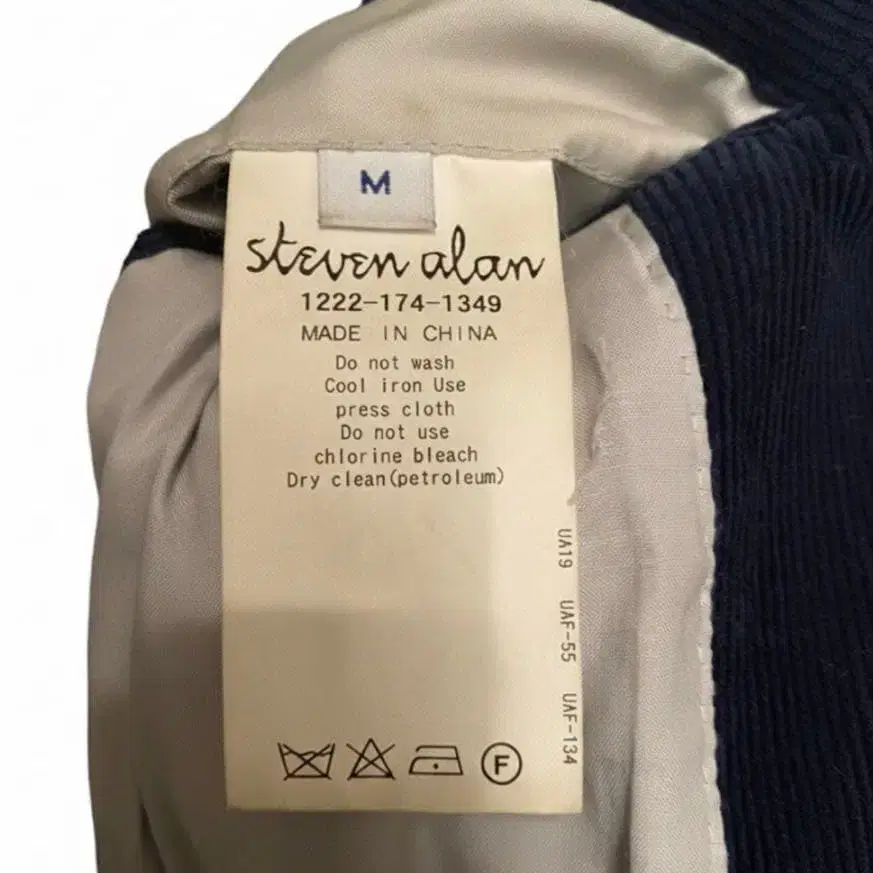 M
steven alan
1222-174-1349
MADE IN CHINA
Do not wash
Cool iron Use
press cloth
Do not use
chlorine bleach
Dry clean(petroleum)
UA19 UAF-55 UAF-134
F